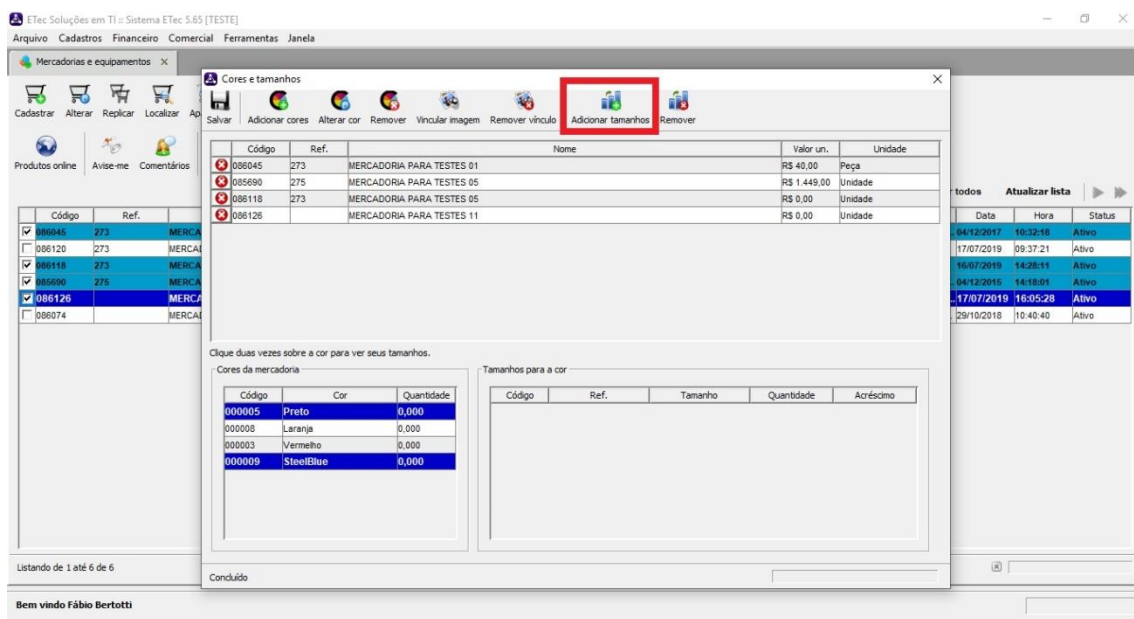 ETec Soluções em TI :: Sistema ETec 5.65 [TESTE]
Arquivo Cadastros Financeiro Comercial Ferramentas Janela
Mercadorias e equipamentos
Cadastrar Alterar Replicar Localizar Ap
Produtos online Avise-me Comentários
Cores e tamanhos
Salvar Adicionar cores Alterar cor Remover Vincular imagem Remover vínculo Adicionar tamanhos Remover
Código Ref. Nome Valor un. Unidade
086045 273 MERCADORIA PARA TESTES 01 R$ 40,00 Peça
085690 275 MERCADORIA PARA TESTES 05 R$ 1.449,00 Unidade
086118 273 MERCADORIA PARA TESTES 05 R$ 0,00 Unidade
086126 MERCADORIA PARA TESTES 11 R$ 0,00 Unidade
todos Atualizar lista
Código Ref. Data Hora Status
086045 273 MERCA 04/12/2017 10:32:18 Ativo
086120 273 MERCAD 17/07/2019 09:37:21 Ativo
086118 273 MERCA 16/07/2019 14:28:11 Ativo
085690 275 MERCA 04/12/2015 14:18:01 Ativo
086126 MERCA 17/07/2019 16:05:28 Ativo
086074 MERCAD 29/10/2018 10:40:40 Ativo
Clique duas vezes sobre a cor para ver seus tamanhos.
Cores da mercadoria
Código Cor Quantidade
000005 Preto 0,000
000008 Laranja 0,000
000003 Vermelho 0,000
000009 SteelBlue 0,000
Tamanhos para a cor
Código Ref. Tamanho Quantidade Acréscimo
Concluído
Listando de 1 até 6 de 6
Bem vindo Fábio Bertotti